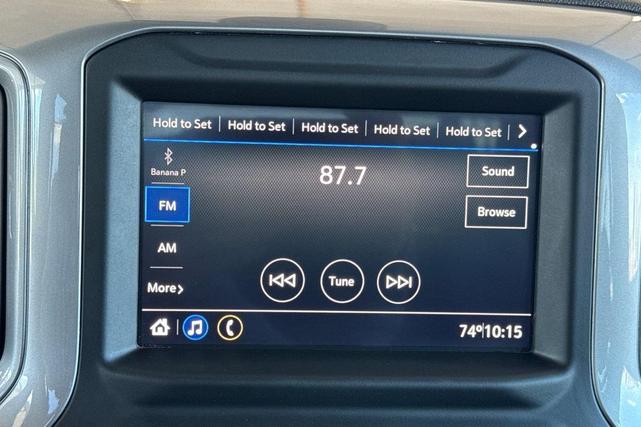 Hold to Set Hold to Set Hold to Set Hold to Set Hold to Set
Banana P
87.7
Sound
FM
Browse
AM
Tune
More
74° 10:15